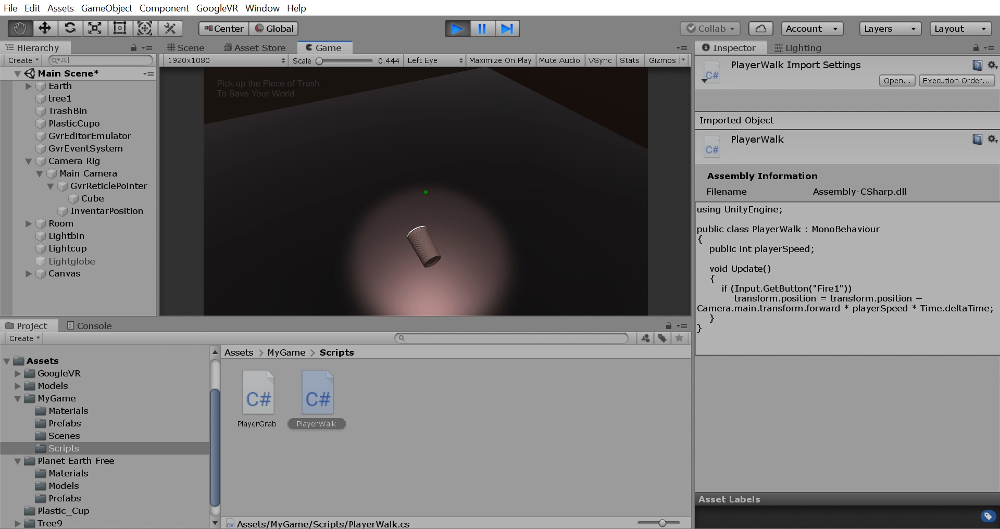 File Edit Assets GameObject Component GoogleVR Window Help
Center Global Collab Account Layers Layout
Hierarchy
Create All
Main Scene*
Earth
tree1
TrashBin
PlasticCupo
GvrEditorEmulator
GvrEventSystem
Camera Rig
Main Camera
GvrReticlePointer
Cube
InventarPosition
Room
Lightbin
Lightcup
Lightglobe
Canvas
Scene Asset Store Game
1920x1080 Scale 0.444 Left Eye Maximize On Play Mute Audio VSync Stats Gizmos
Pick up the Piece of Trash
To Save Your World
Inspector Lighting
PlayerWalk Import Settings
C#
Open... Execution Order...
Imported Object
PlayerWalk
C#
Assembly Information
Filename Assembly-CSharp.dll
using UnityEngine;
public class PlayerWalk : MonoBehaviour
{
public int playerSpeed;
void Update()
{
if (Input.GetButton("Fire1"))
transform.position = transform.position +
Camera.main.transform.forward * playerSpeed * Time.deltaTime;
}
}
Asset Labels
Project Console
Create
Assets
GoogleVR
Models
MyGame
Materials
Prefabs
Scenes
Scripts
Planet Earth Free
Materials
Models
Prefabs
Plastic_Cup
Tree9
Assets > MyGame > Scripts
C# C#
PlayerGrab PlayerWalk
C# Assets/MyGame/Scripts/PlayerWalk.cs